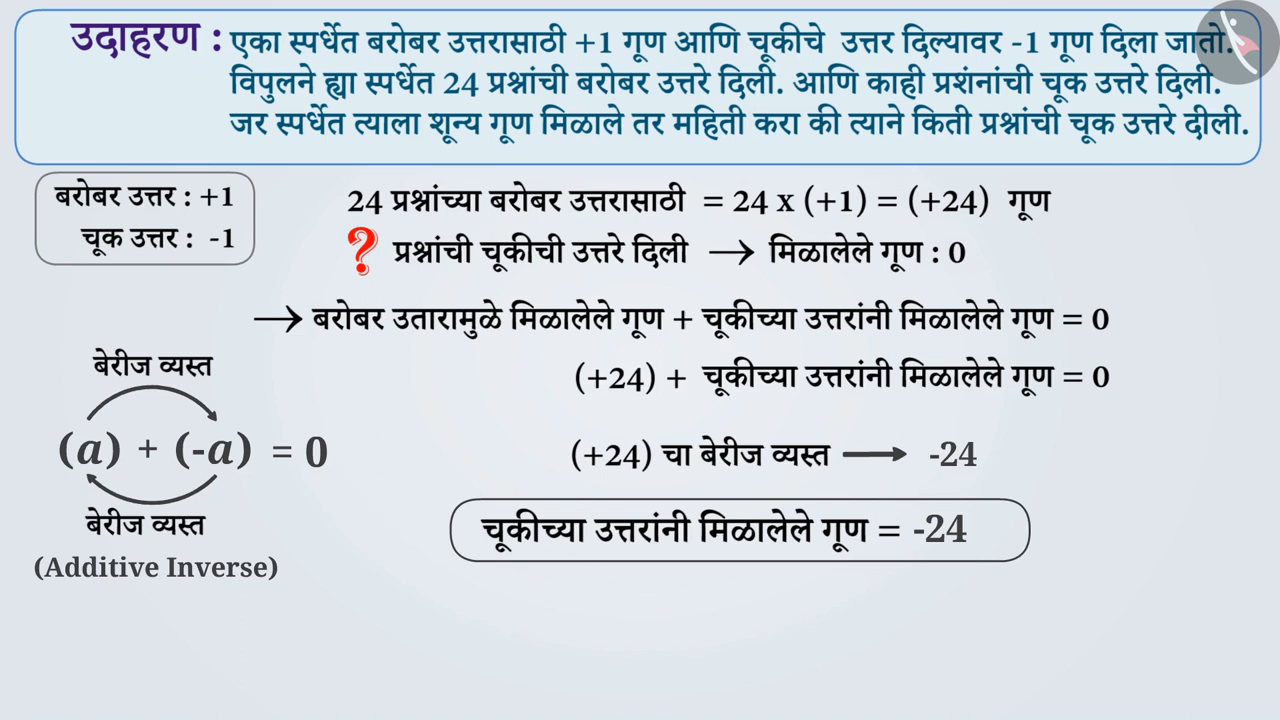 उदाहरण : एका स्पर्धेत बरोबर उत्तरासाठी +1 गूण आणि चूकीचे उत्तर दिल्यावर -1 गूण दिला जातो.
विपुलने ह्या स्पर्धेत 24 प्रश्नांची बरोबर उत्तरे दिली. आणि काही प्रशंनांची चूक उत्तरे दिली.
जर स्पर्धेत त्याला शून्य गूण मिळाले तर महिती करा की त्याने किती प्रश्नांची चूक उत्तरे दीली.
बरोबर उत्तर : +1
चूक उत्तर : -1
24 प्रश्नांच्या बरोबर उत्तरासाठी = 24 x (+1) = (+24) गूण
? प्रश्नांची चूकीची उत्तरे दिली → मिळालेले गूण : 0
→ बरोबर उतारामुळे मिळालेले गूण + चूकीच्या उत्तरांनी मिळालेले गूण = 0
(+24) + चूकीच्या उत्तरांनी मिळालेले गूण = 0
बेरीज व्यस्त
(a) + (-a) = 0
बेरीज व्यस्त
(Additive Inverse)
(+24) चा बेरीज व्यस्त → -24
चूकीच्या उत्तरांनी मिळालेले गूण = -24